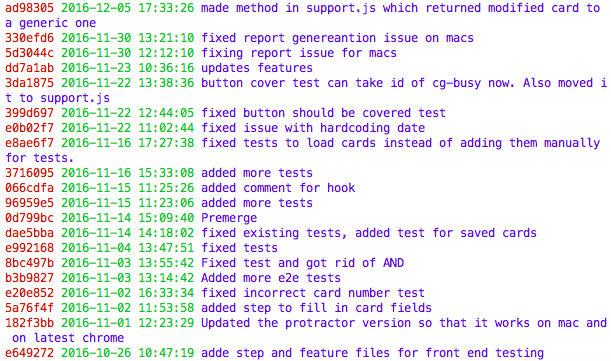 ad98305 2016-12-05 17:33:26 made method in support.js which returned modified card to
a generic one
330efd6 2016-11-30 13:21:10 fixed report genereantion issue on macs
5d3044c 2016-11-30 12:12:10 fixing report issue for macs
dd7a1ab 2016-11-23 10:36:16 updates features
3da1875 2016-11-22 13:38:36 button cover test can take id of cg-busy now. Also moved i
t to support.js
399d697 2016-11-22 12:44:05 fixed button should be covered test
e0b02f7 2016-11-22 11:02:44 fixed issue with hardcoding date
e8ae6f7 2016-11-16 17:27:38 fixed tests to load cards instead of adding them manually
for tests.
3716095 2016-11-16 15:33:08 added more tests
066cdfa 2016-11-15 11:25:26 added comment for hook
96959e5 2016-11-15 11:23:06 added more tests
0d799bc 2016-11-14 15:09:40 Premerge
dae5bba 2016-11-14 14:18:02 fixed existing tests, added test for saved cards
e992168 2016-11-04 13:47:51 fixed tests
8bc497b 2016-11-03 13:55:42 Fixed test and got rid of AND
b3b9827 2016-11-03 13:14:42 Added more e2e tests
e20e852 2016-11-02 16:33:34 fixed incorrect card number test
5a76f4f 2016-11-02 11:53:58 added step to fill in card fields
182f3bb 2016-11-01 12:23:29 Updated the protractor version so that it works on mac and
on latest chrome
e649272 2016-10-26 10:47:19 adde step and feature files for front end testing